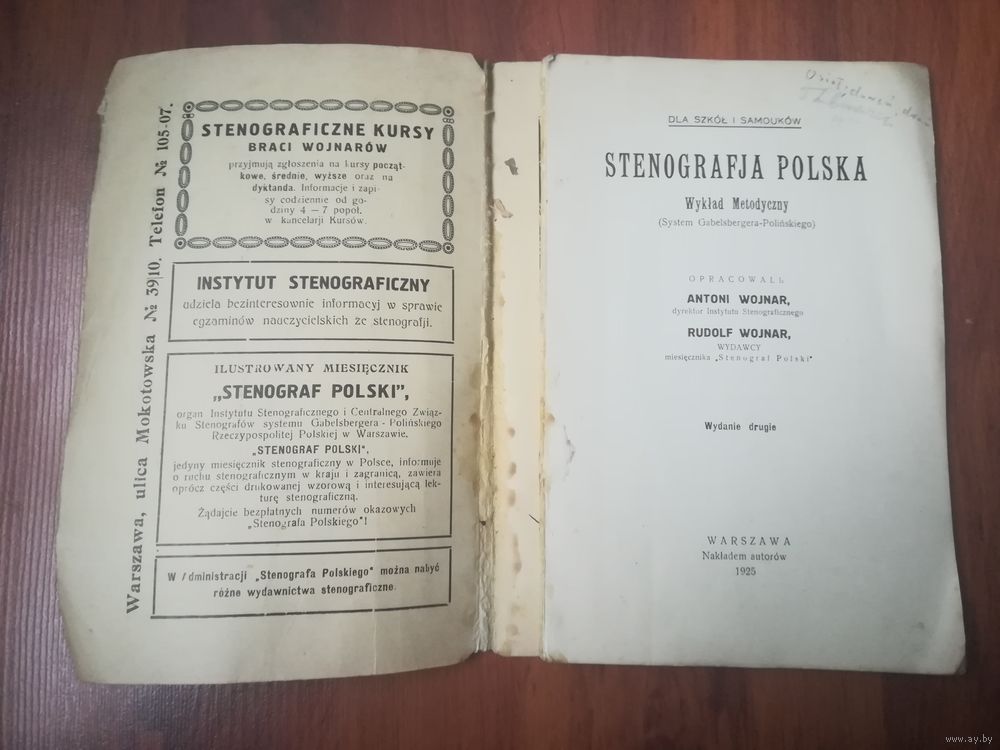 Warszawa, ulica Mokotowska № 39|10. Telefon № 105-07.
STENOGRAFICZNE KURSY
BRACI WOJNARÓW
przyjmują zgłoszenia na kursy począt-
kowe, średnie, wyższe oraz na
dyktanda. Informacje i zapi-
sy codziennie od go-
dziny 4 — 7 popoł.
w kancelarji Kursów.
INSTYTUT STENOGRAFICZNY
udziela bezinteresownie informacyj w sprawie
egzaminów nauczycielskich ze stenografji.
ILUSTROWANY MIESIĘCZNIK
„STENOGRAF POLSKI”,
organ Instytutu Stenograficznego i Centralnego Związ-
ku Stenografów systemu Gabelsbergera - Polińskiego
Rzeczypospolitej Polskiej w Warszawie.
„STENOGRAF POLSKI”,
jedyny miesięcznik stenograficzny w Polsce, informuje
o ruchu stenograficznym w kraju i zagranicą, zawiera
oprócz części drukowanej wzorową i interesującą lek-
turę stenograficzną.
Żądajcie bezpłatnych numerów okazowych
„Stenografa Polskiego”!
W /dministracji „Stenografa Polskiego” można nabyć
różne wydawnictwa stenograficzne.
DLA SZKÓŁ I SAMOUKÓW
STENOGRAFJA POLSKA
Wykład Metodyczny
(System Gabelsbergera-Polińskiego)
OPRACOWALI
ANTONI WOJNAR,
dyrektor Instytutu Stenograficznego
RUDOLF WOJNAR,
WYDAWCY
miesięcznika „Stenograf Polski”
Wydanie drugie
WARSZAWA
Nakładem autorów
1925
www.ay.by